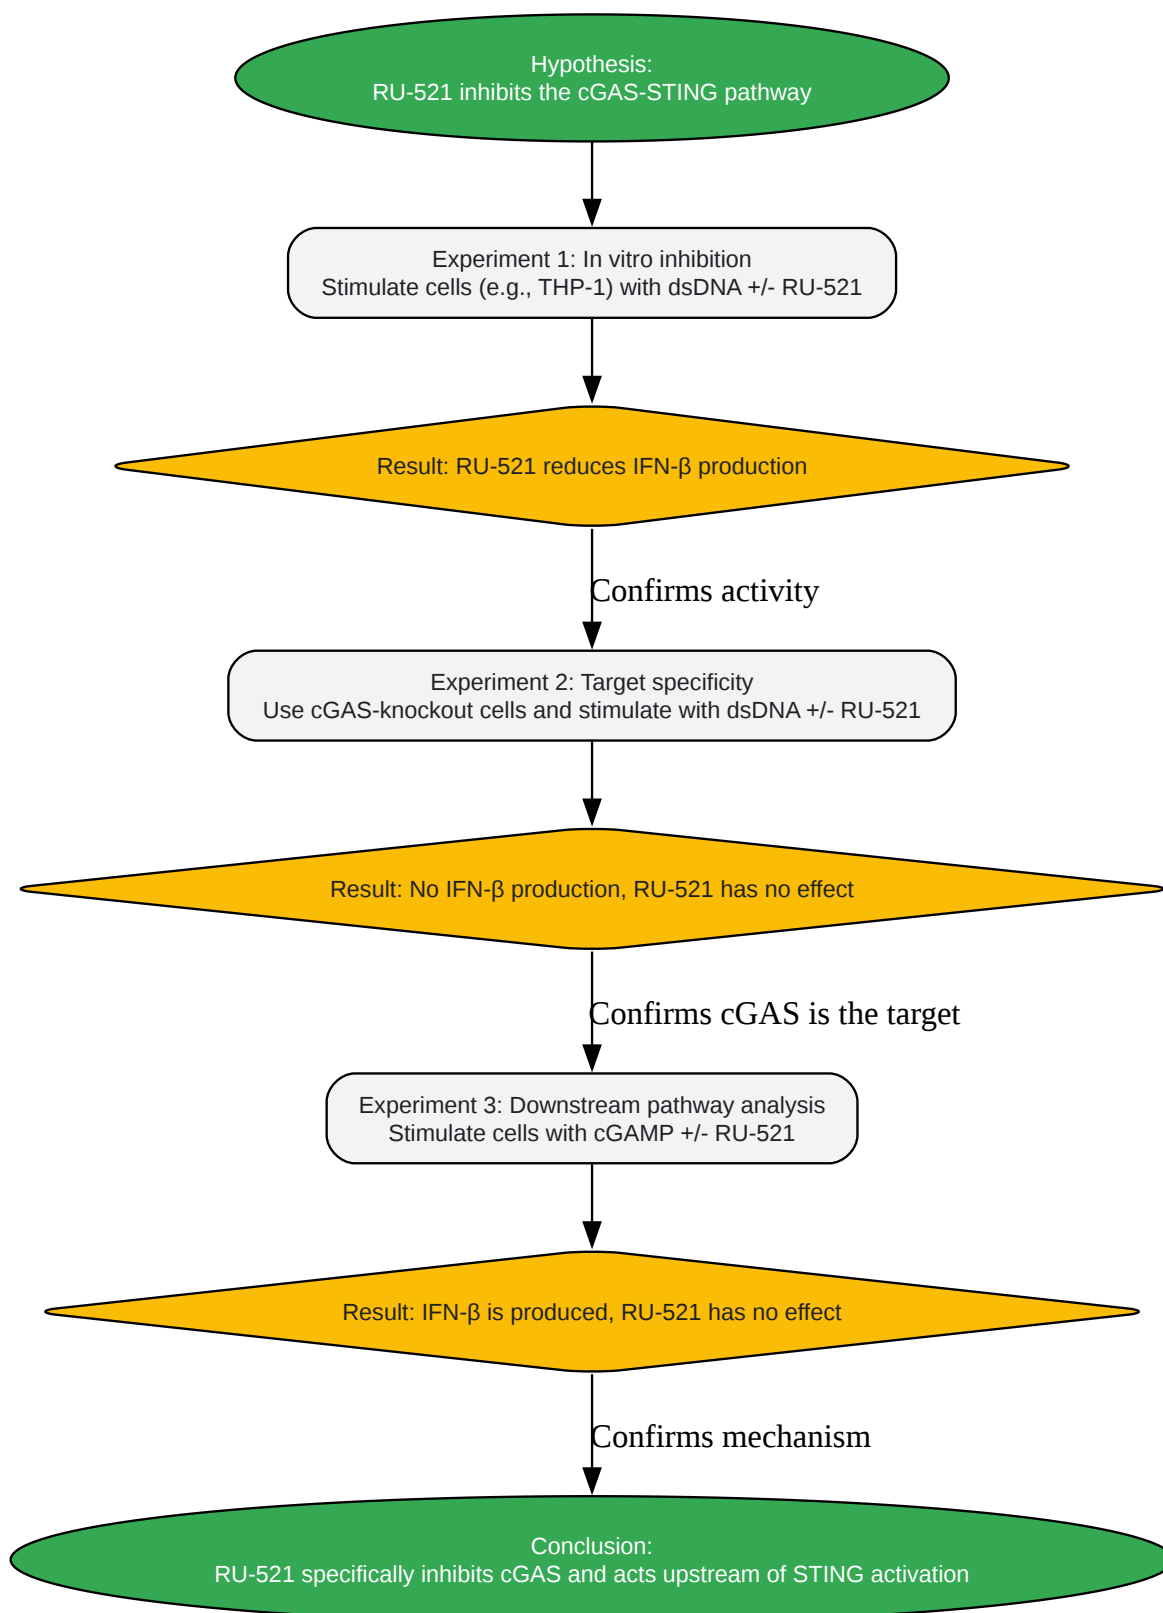 Hypothesis:
RU-521 inhibits the cGAS-STING pathway
Experiment 1: In vitro inhibition
Stimulate cells (e.g., THP-1) with dsDNA +/- RU-521
Result: RU-521 reduces IFN-β production
Confirms activity
Experiment 2: Target specificity
Use cGAS-knockout cells and stimulate with dsDNA +/- RU-521
Result: No IFN-β production, RU-521 has no effect
Confirms cGAS is the target
Experiment 3: Downstream pathway analysis
Stimulate cells with cGAMP +/- RU-521
Result: IFN-β is produced, RU-521 has no effect
Confirms mechanism
Conclusion:
RU-521 specifically inhibits cGAS and acts upstream of STING activation